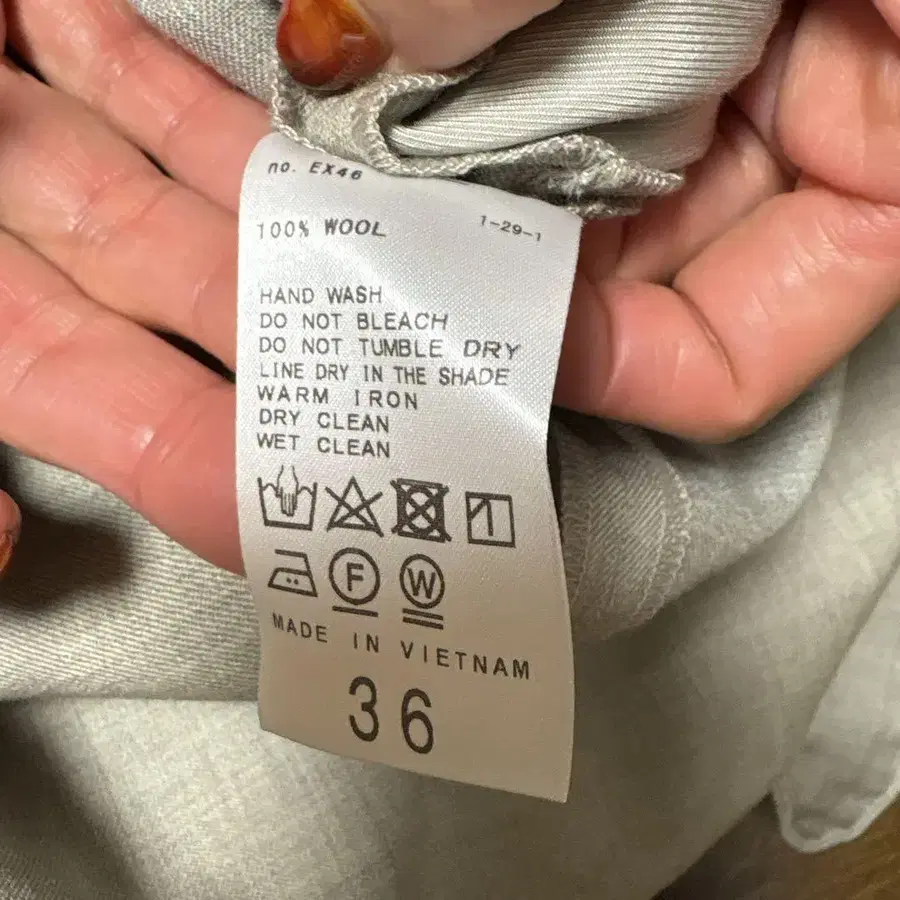 no. EX46
100% WOOL 1-29-1
HAND WASH
DO NOT BLEACH
DO NOT TUMBLE DRY
LINE DRY IN THE SHADE
WARM IRON
DRY CLEAN
WET CLEAN
F W
MADE IN VIETNAM
36